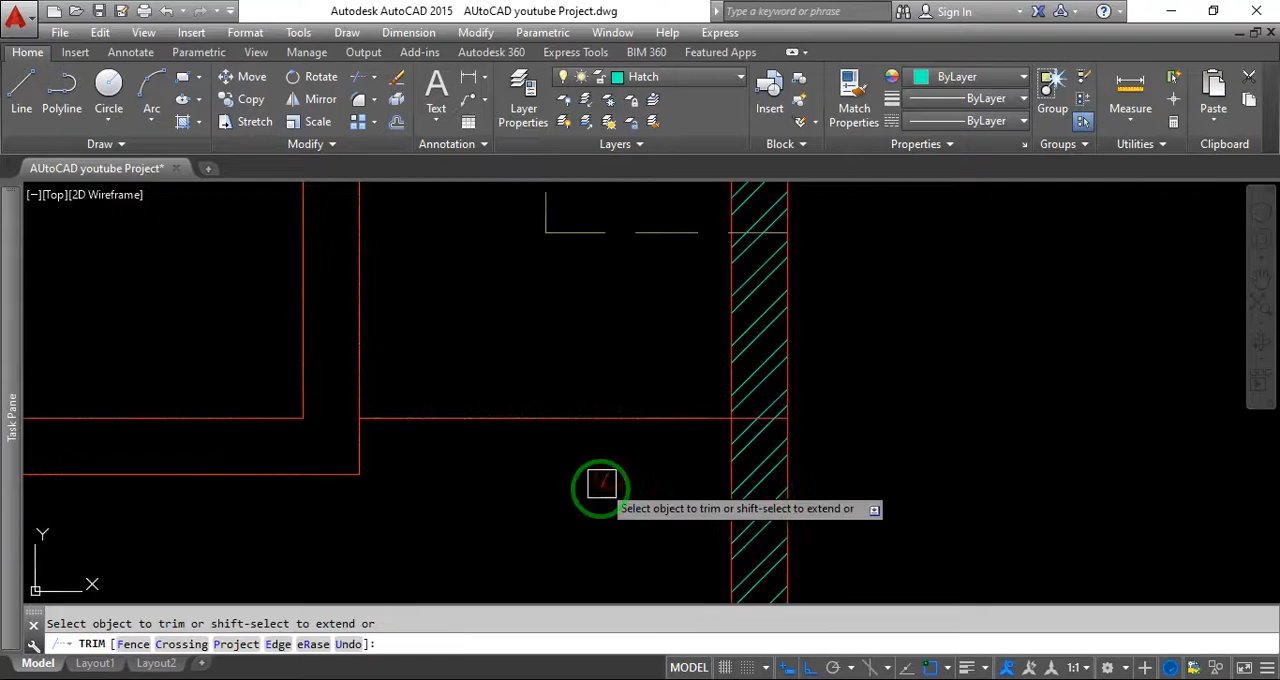 Autodesk AutoCAD 2015 AUtoCAD youtube Project.dwg
Type a keyword or phrase
Sign In
File Edit View Insert Format Tools Draw Dimension Modify Parametric Window Help Express
Home Insert Annotate Parametric View Manage Output Add-ins Autodesk 360 Express Tools BIM 360 Featured Apps
Move Rotate Hatch ByLayer
Line Polyline Circle Arc Copy Mirror Text Layer Properties Insert Match Properties ByLayer Group Measure Paste
Stretch Scale ByLayer
Draw Modify Annotation Layers Block Properties Groups Utilities Clipboard
AUtoCAD youtube Project*
[−][Top][2D Wireframe]
Task Pane
Select object to trim or shift-select to extend or
Y
X
Select object to trim or shift-select to extend or
TRIM [Fence Crossing Project Edge eRase Undo]:
Model Layout1 Layout2 + MODEL 1:1